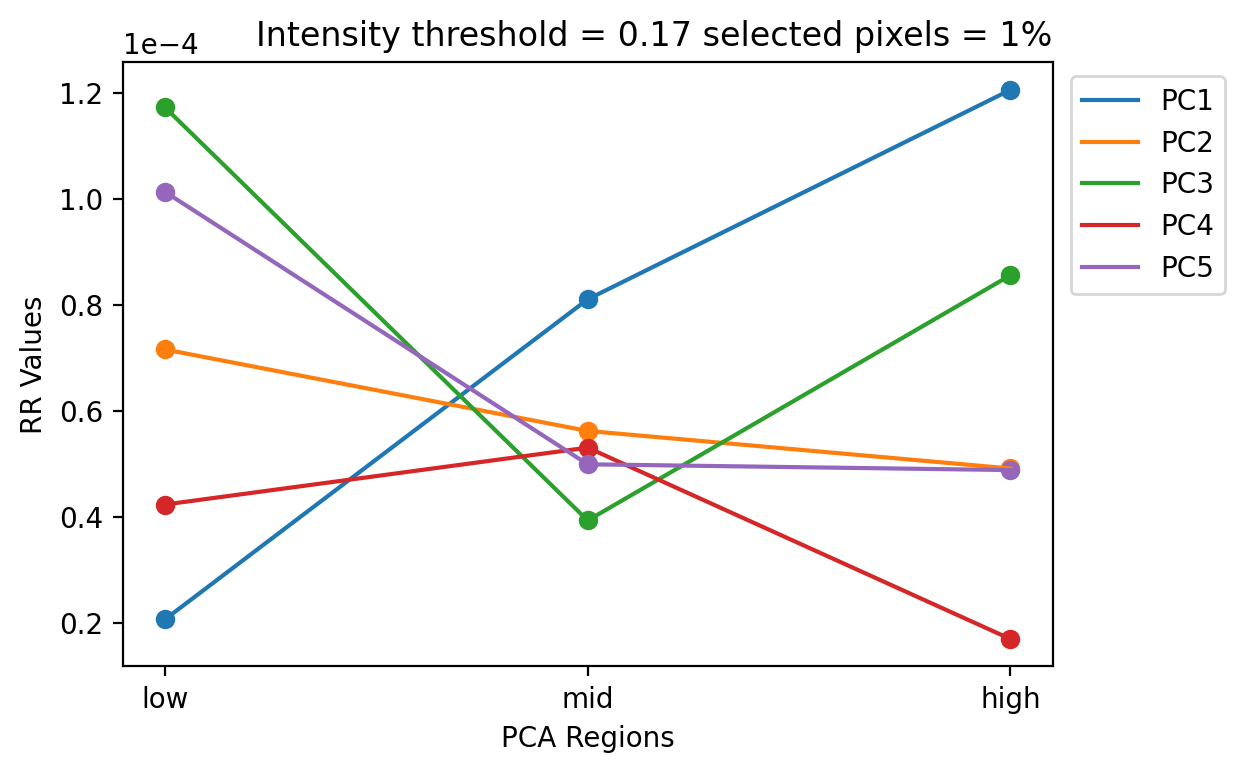 Intensity threshold = 0.17 selected pixels = 1%
1e−4
1.2
1.0
0.8
0.6
0.4
0.2
RR Values
low
mid
high
PCA Regions
PC1
PC2
PC3
PC4
PC5